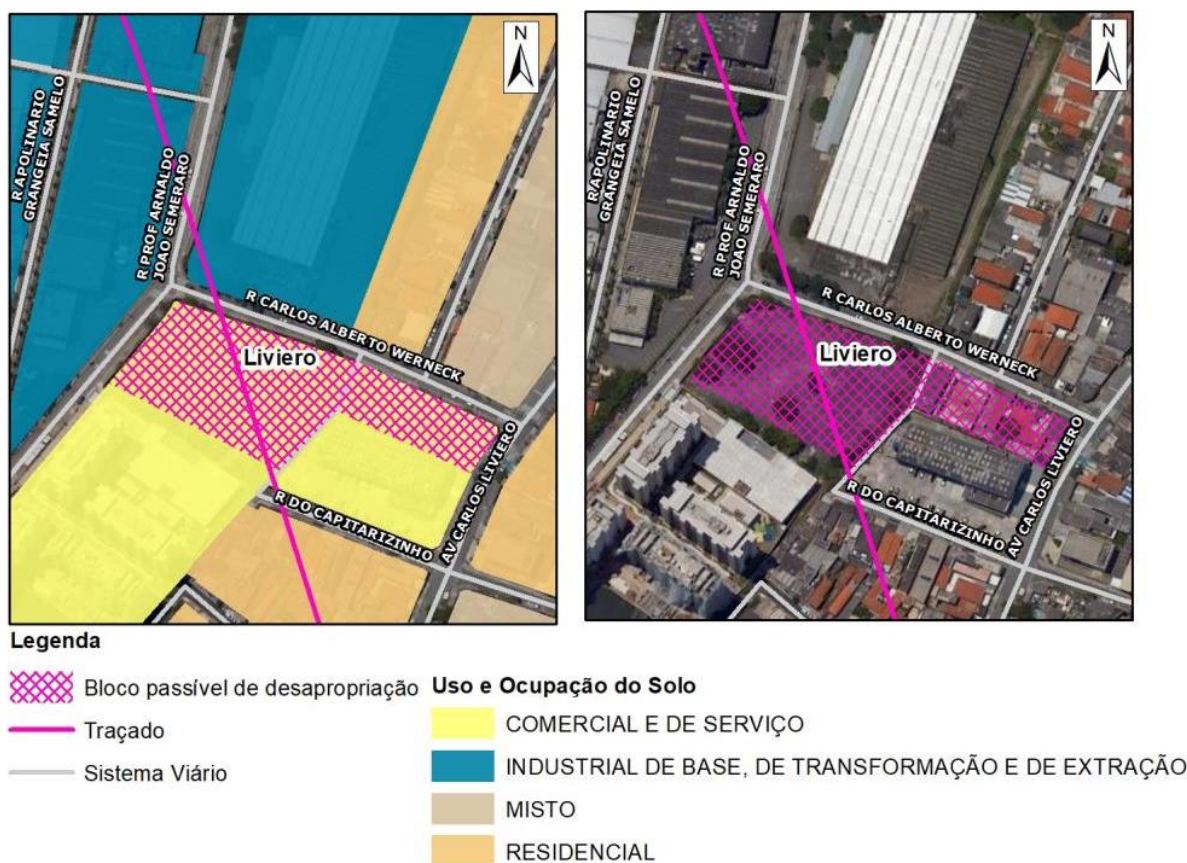 N
R APOLINARIO
GRANGEIA SAMELO
R PROF ARNALDO
JOAO SEMERARO
R CARLOS ALBERTO WERNECK
Liviero
R DO CAPITARIZINHO
AV CARLOS LIVIERO
N
R APOLINARIO
GRANGEIA SAMELO
R PROF ARNALDO
JOAO SEMERARO
R CARLOS ALBERTO WERNECK
Liviero
R DO CAPITARIZINHO
AV CARLOS LIVIERO
Legenda
Bloco passível de desapropriação
Traçado
Sistema Viário
Uso e Ocupação do Solo
COMERCIAL E DE SERVIÇO
INDUSTRIAL DE BASE, DE TRANSFORMAÇÃO E DE EXTRAÇÃO
MISTO
RESIDENCIAL